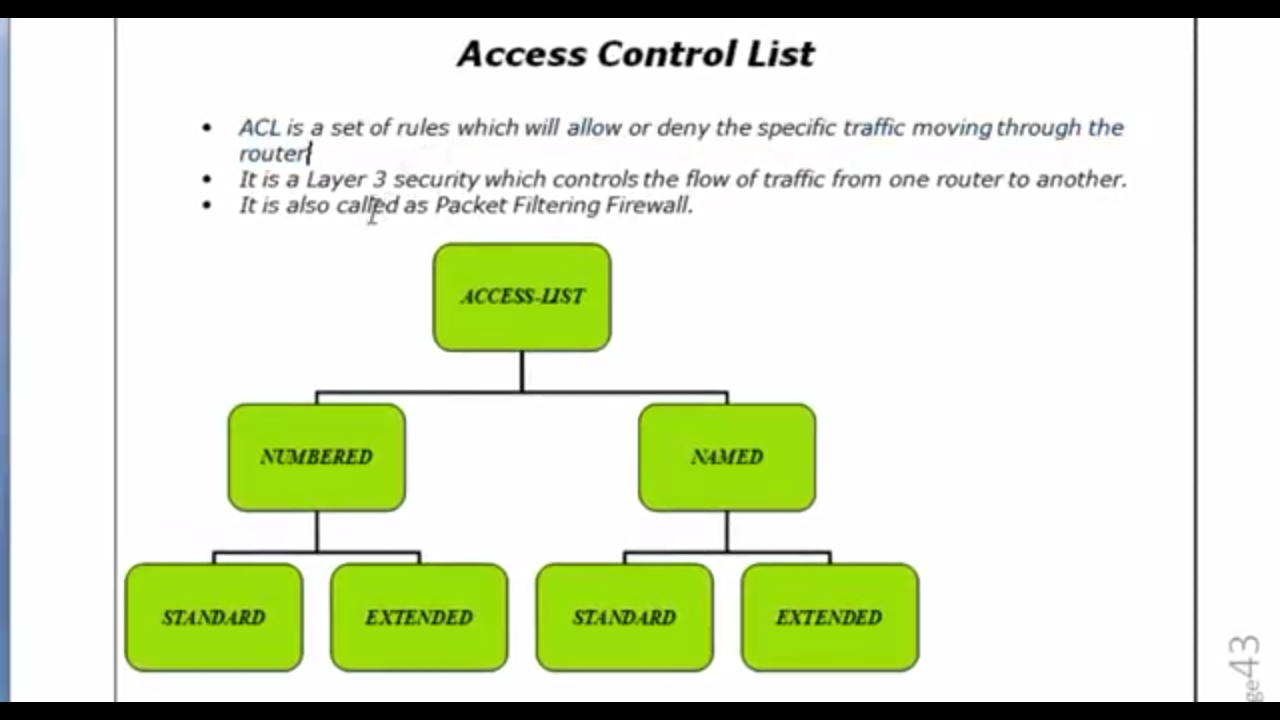 Access Control List
• ACL is a set of rules which will allow or deny the specific traffic moving through the
router
• It is a Layer 3 security which controls the flow of traffic from one router to another.
• It is also called as Packet Filtering Firewall.
ACCESS-LIST
NUMBERED
NAMED
STANDARD
EXTENDED
STANDARD
EXTENDED
ge43